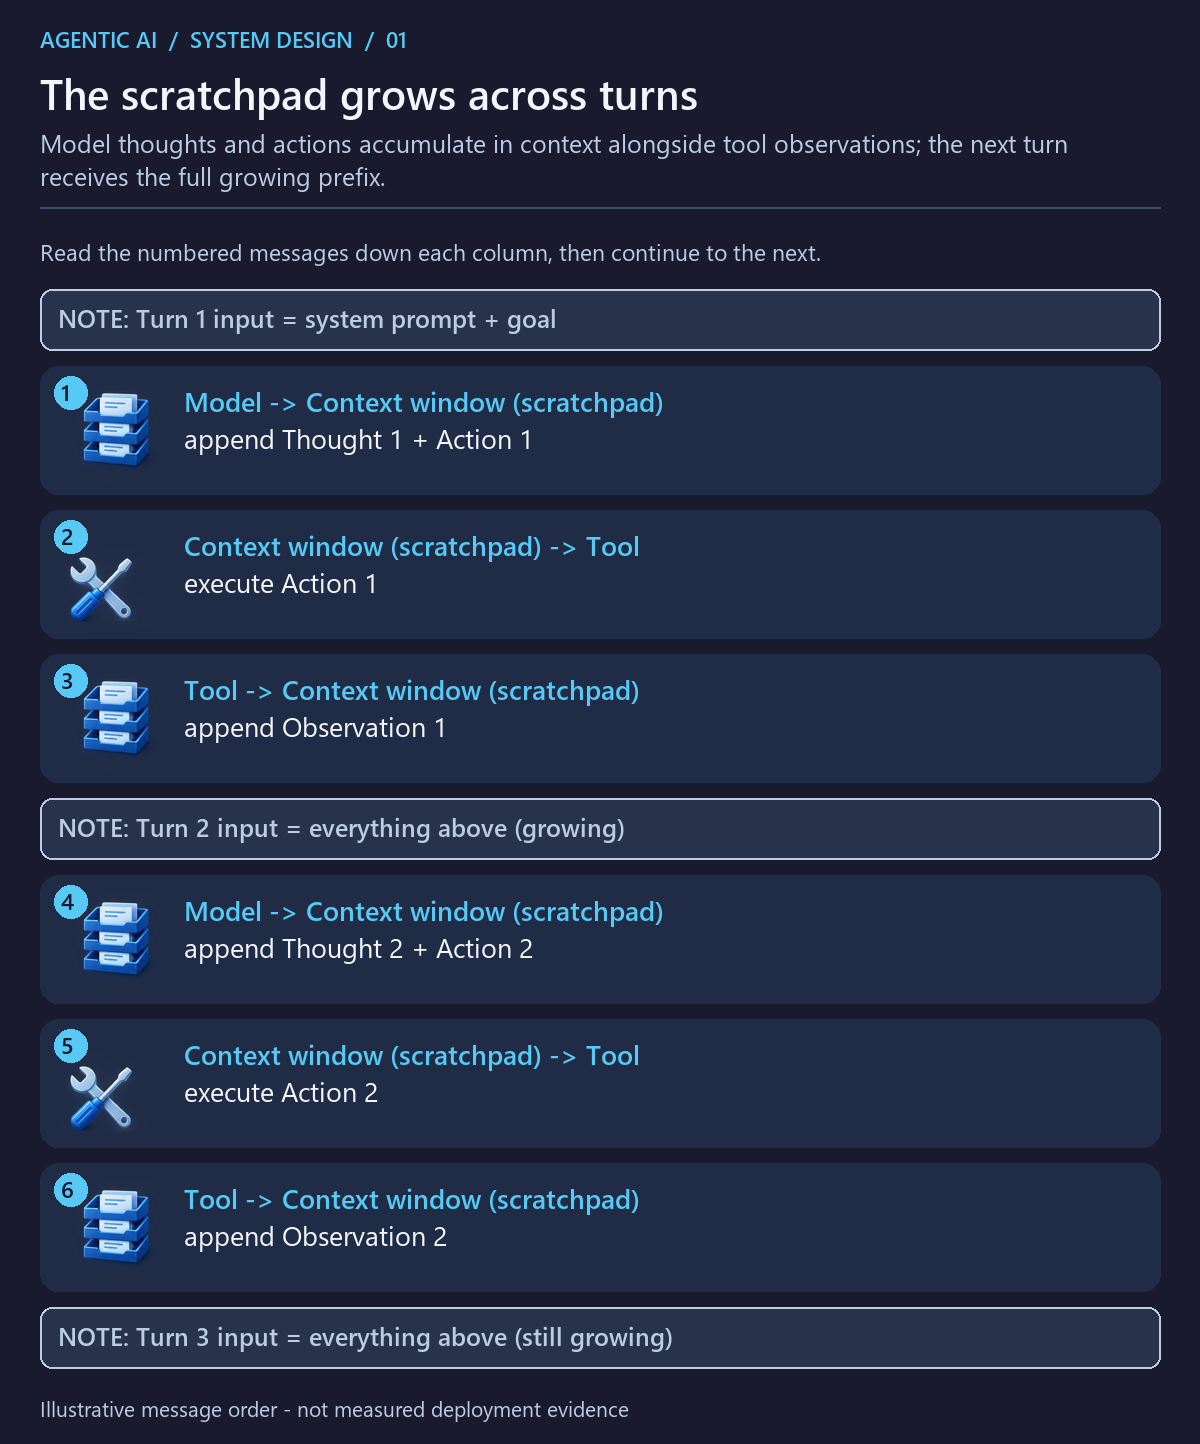 AGENTIC AI / SYSTEM DESIGN / 01
The scratchpad grows across turns
Model thoughts and actions accumulate in context alongside tool observations; the next turn
receives the full growing prefix.
Read the numbered messages down each column, then continue to the next.
NOTE: Turn 1 input = system prompt + goal
1
Model -> Context window (scratchpad)
append Thought 1 + Action 1
2
Context window (scratchpad) -> Tool
execute Action 1
3
Tool -> Context window (scratchpad)
append Observation 1
NOTE: Turn 2 input = everything above (growing)
4
Model -> Context window (scratchpad)
append Thought 2 + Action 2
5
Context window (scratchpad) -> Tool
execute Action 2
6
Tool -> Context window (scratchpad)
append Observation 2
NOTE: Turn 3 input = everything above (still growing)
Illustrative message order - not measured deployment evidence